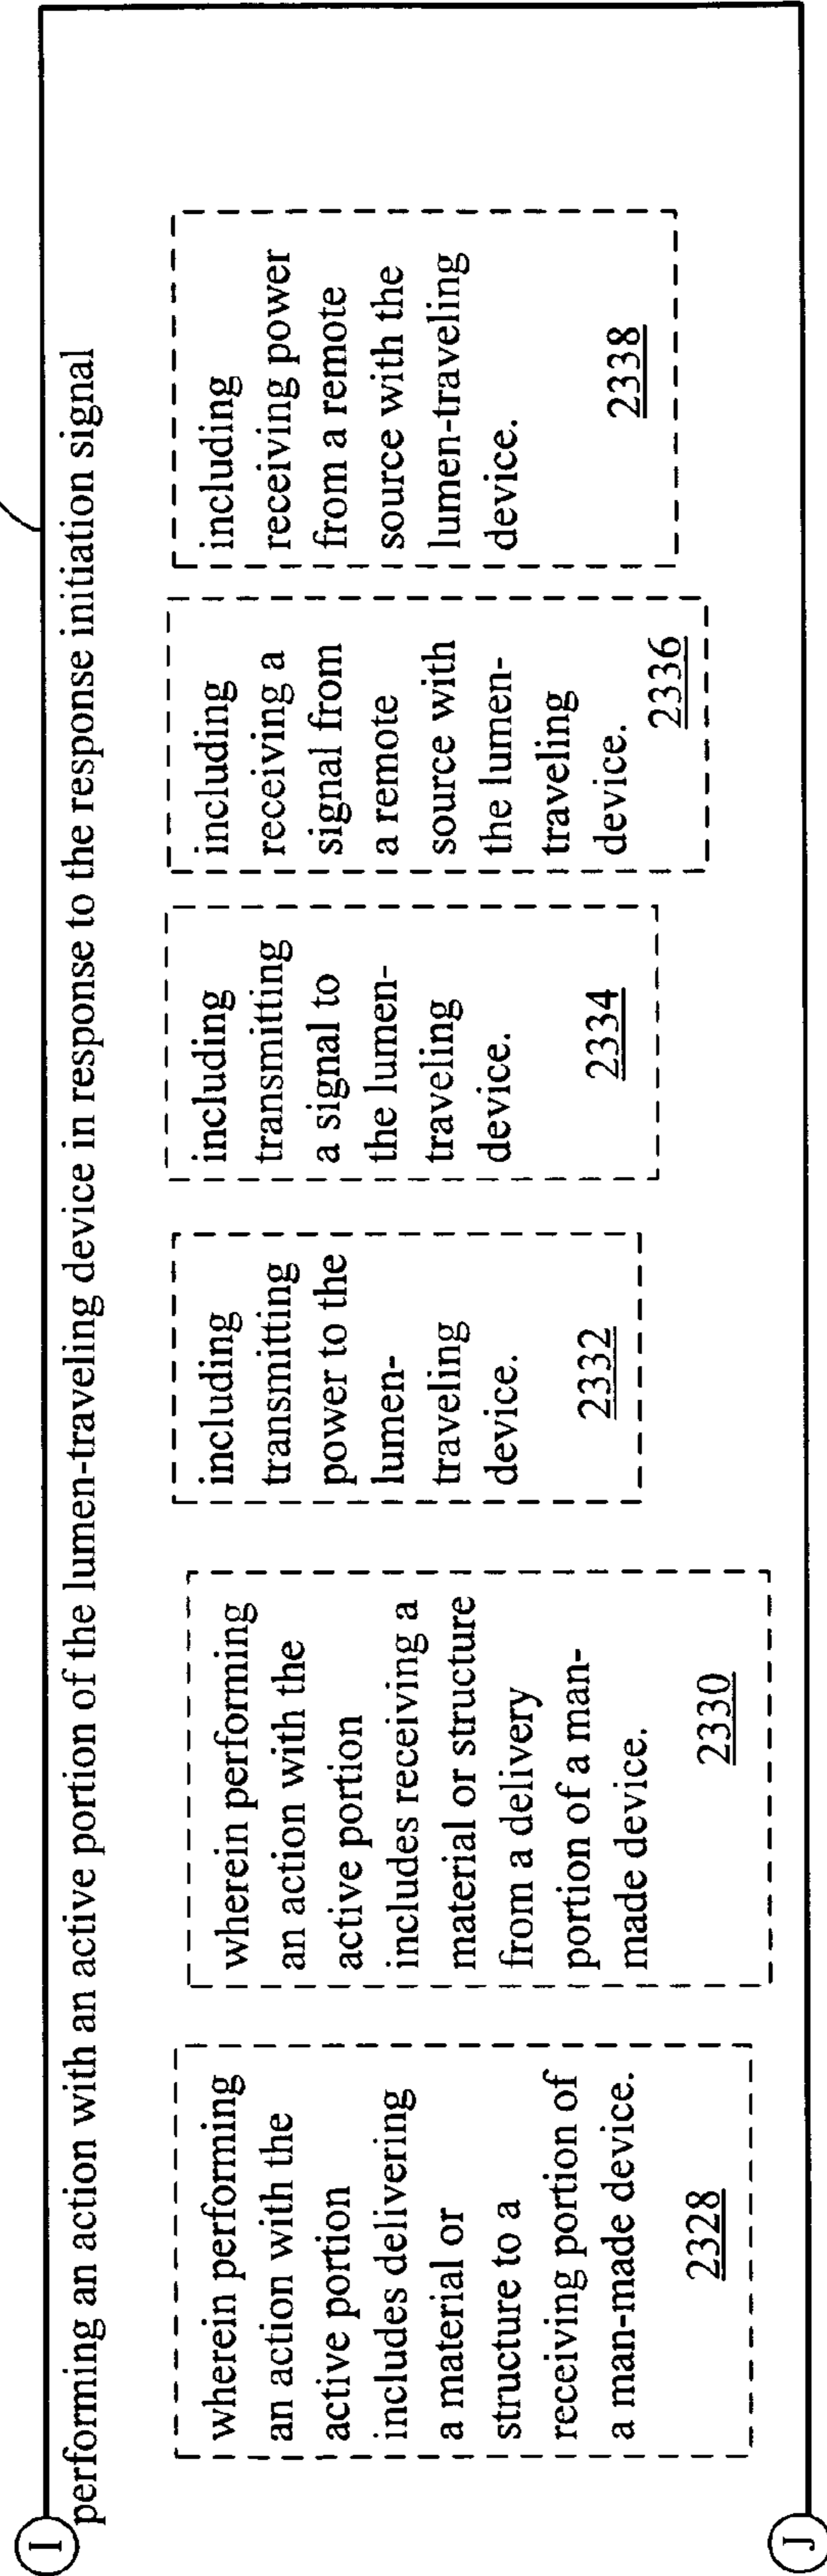 I
performing an action with an active portion of the lumen-traveling device in response to the response initiation signal
wherein performing
an action with the
active portion
includes delivering
a material or
structure to a
receiving portion of
a man-made device.
2328
wherein performing
an action with the
active portion
includes receiving a
material or structure
from a delivery
portion of a man-
made device.
2330
including
transmitting
power to the
lumen-
traveling
device.
2332
including
transmitting
a signal to
the lumen-
traveling
device.
2334
including
receiving a
signal from
a remote
source with
the lumen-
traveling
device.
2336
including
receiving power
from a remote
source with the
lumen-traveling
device.
2338
J